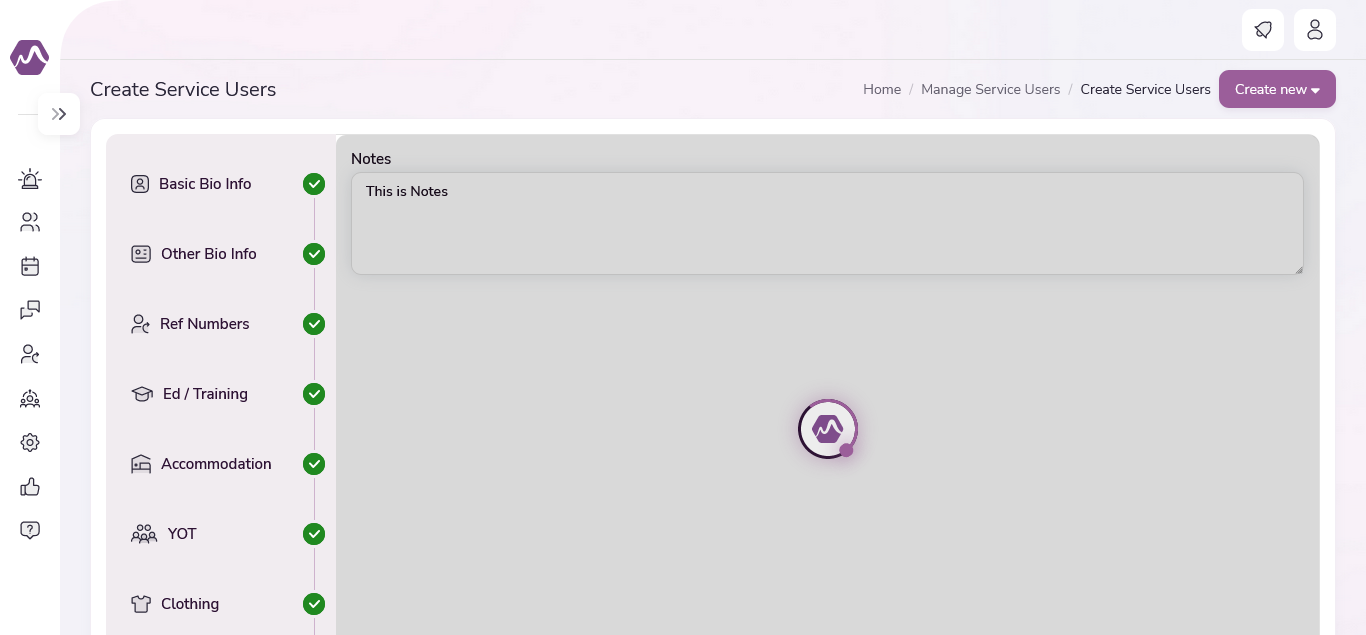 Create Service Users
Home / Manage Service Users / Create Service Users
Create new
Basic Bio Info
Other Bio Info
Ref Numbers
Ed / Training
Accommodation
YOT
Clothing
Notes
This is Notes